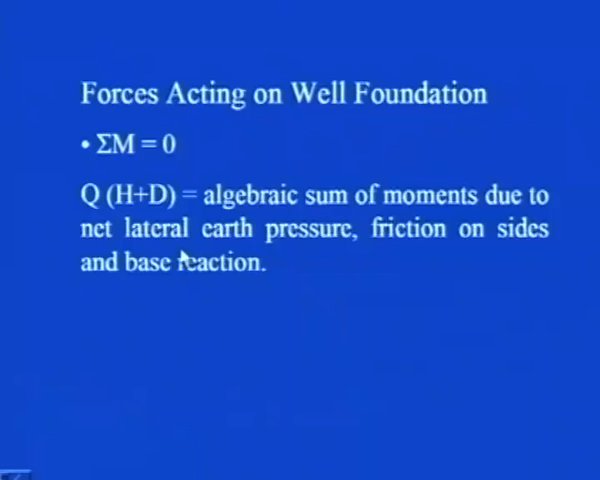 Forces Acting on Well Foundation
• ΣM = 0
Q (H+D) = algebraic sum of moments due to
net lateral earth pressure, friction on sides
and base reaction.